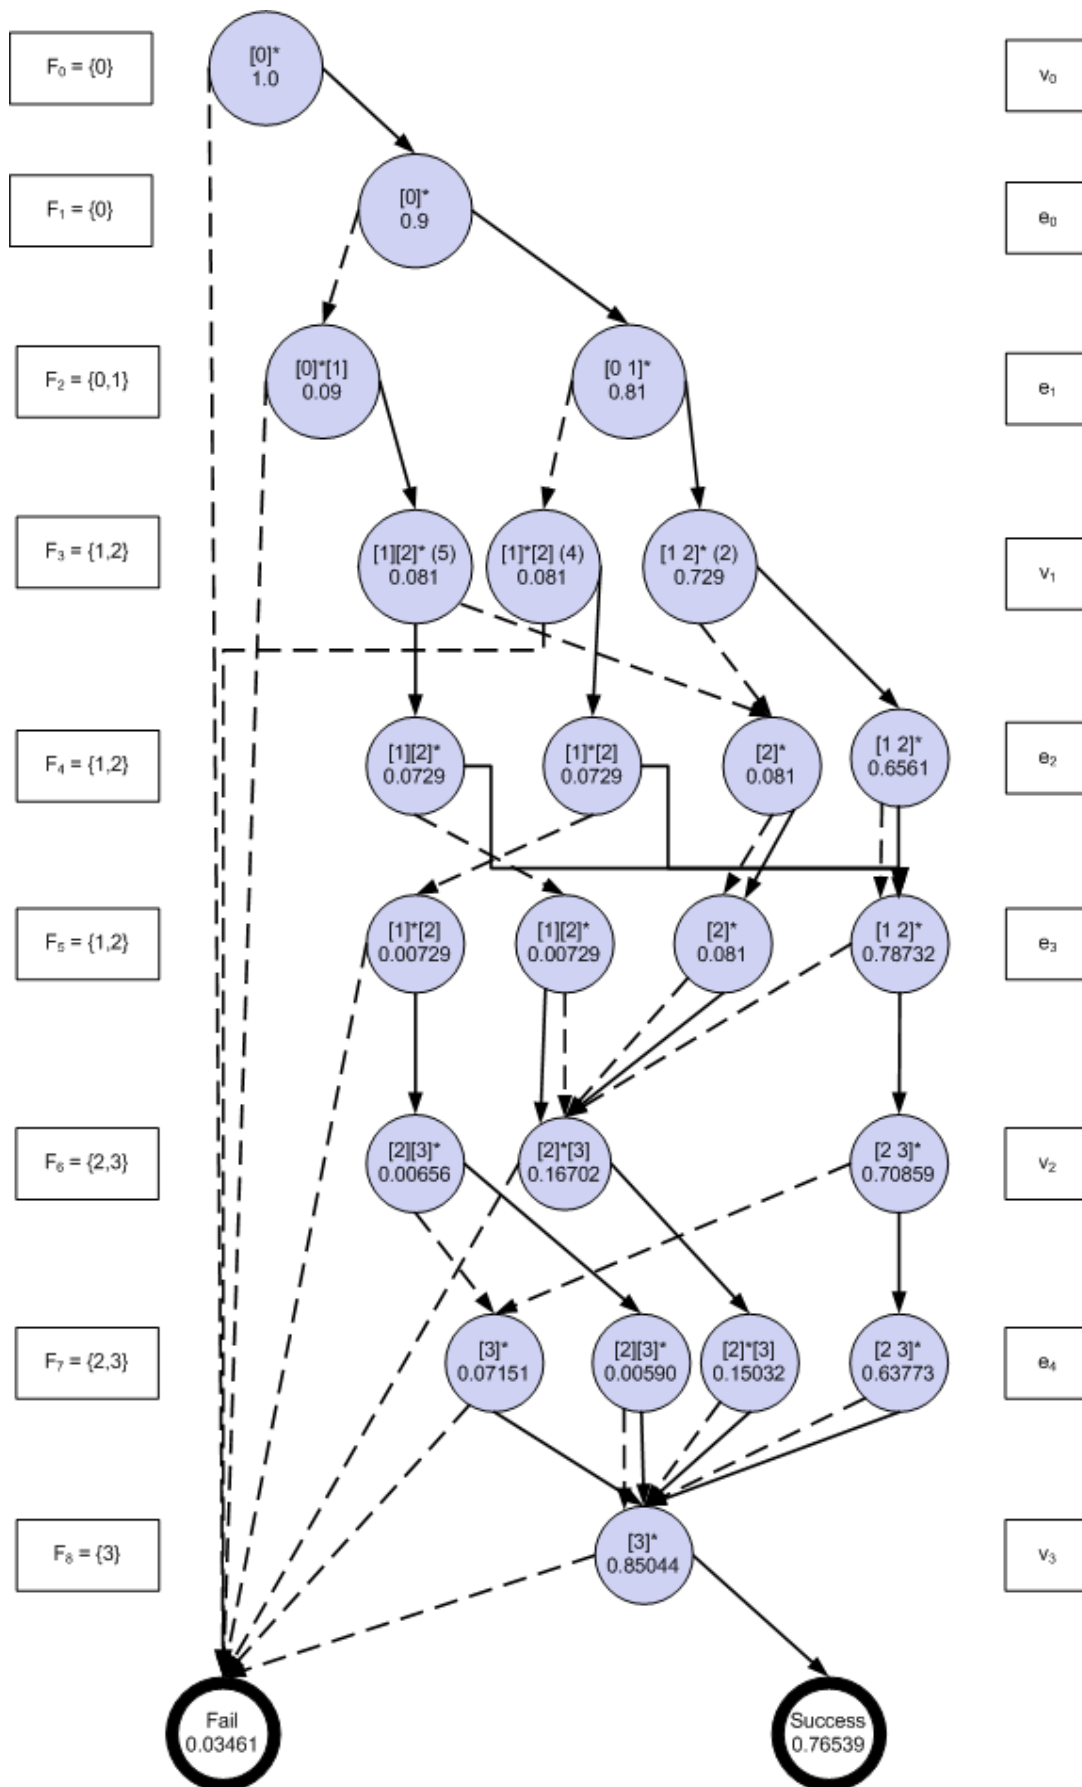 F₀ = {0}
[0]*
1.0
v₀
F₁ = {0}
[0]*
0.9
e₀
F₂ = {0,1}
[0]*[1]
0.09
[0 1]*
0.81
e₁
F₃ = {1,2}
[1][2]* (5)
0.081
[1]*[2] (4)
0.081
[1 2]* (2)
0.729
v₁
F₄ = {1,2}
[1][2]*
0.0729
[1]*[2]
0.0729
[2]*
0.081
[1 2]*
0.6561
e₂
F₅ = {1,2}
[1]*[2]
0.00729
[1][2]*
0.00729
[2]*
0.081
[1 2]*
0.78732
e₃
F₆ = {2,3}
[2][3]*
0.00656
[2]*[3]
0.16702
[2 3]*
0.70859
v₂
F₇ = {2,3}
[3]*
0.07151
[2][3]*
0.00590
[2]*[3]
0.15032
[2 3]*
0.63773
e₄
F₈ = {3}
[3]*
0.85044
v₃
Fail
0.03461
Success
0.76539